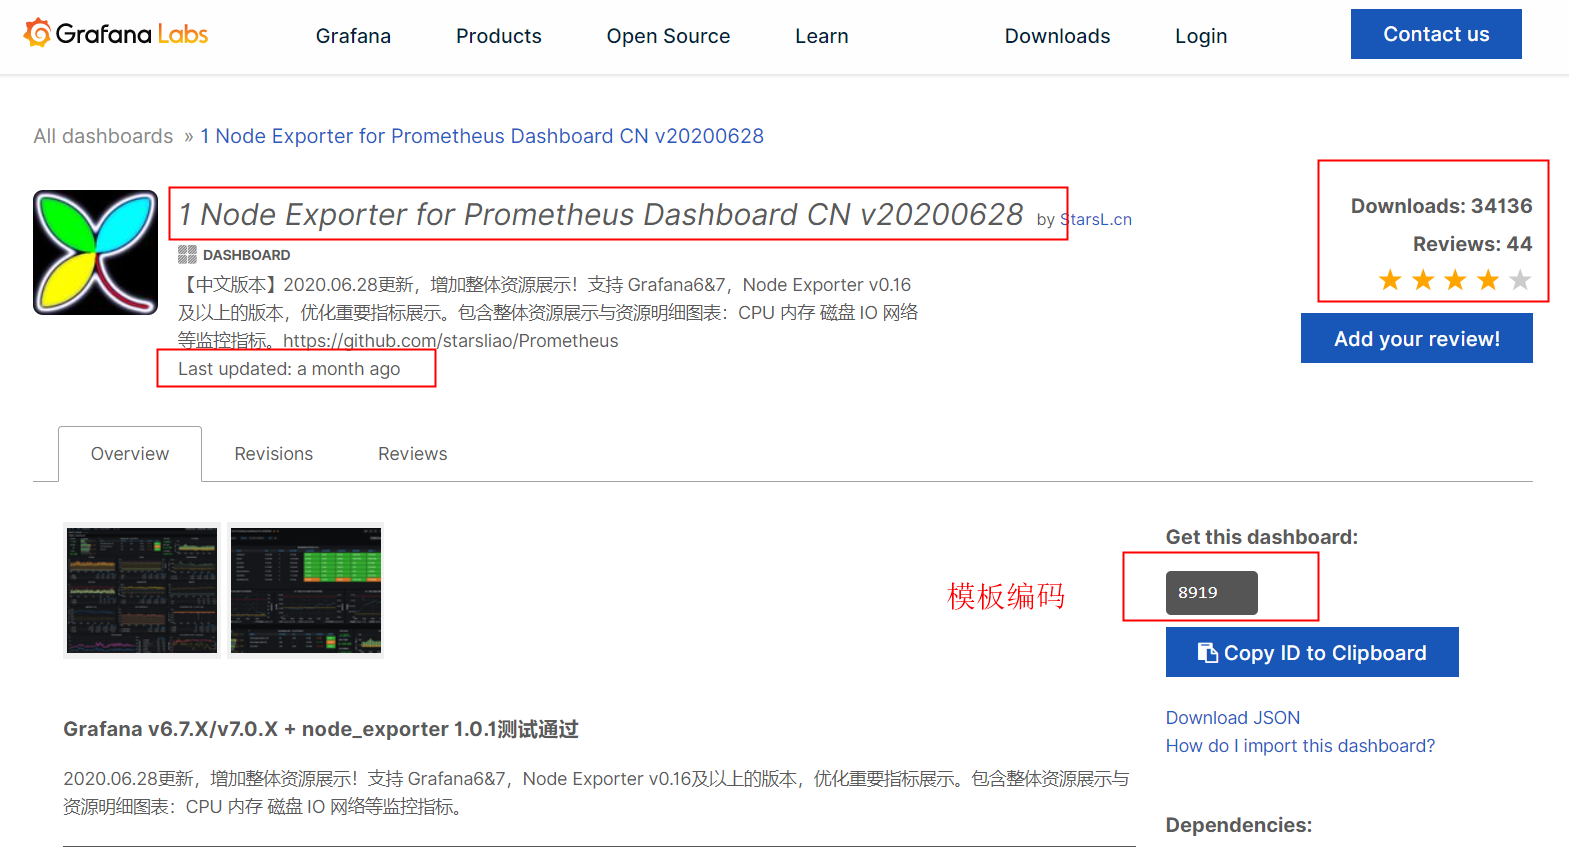 Grafana Labs
Grafana Products Open Source Learn Downloads Login Contact us
All dashboards » 1 Node Exporter for Prometheus Dashboard CN v20200628
1 Node Exporter for Prometheus Dashboard CN v20200628 by StarsL.cn
DASHBOARD
【中文版本】2020.06.28更新，增加整体资源展示！支持 Grafana6&7，Node Exporter v0.16
及以上的版本，优化重要指标展示。包含整体资源展示与资源明细图表：CPU 内存 磁盘 IO 网络
等监控指标。https://github.com/starsliao/Prometheus
Last updated: a month ago
Downloads: 34136
Reviews: 44
Add your review!
Overview Revisions Reviews
Get this dashboard:
模板编码
8919
Copy ID to Clipboard
Download JSON
How do I import this dashboard?
Dependencies:
Grafana v6.7.X/v7.0.X + node_exporter 1.0.1测试通过
2020.06.28更新，增加整体资源展示！支持 Grafana6&7，Node Exporter v0.16及以上的版本，优化重要指标展示。包含整体资源展示与
资源明细图表：CPU 内存 磁盘 IO 网络等监控指标。